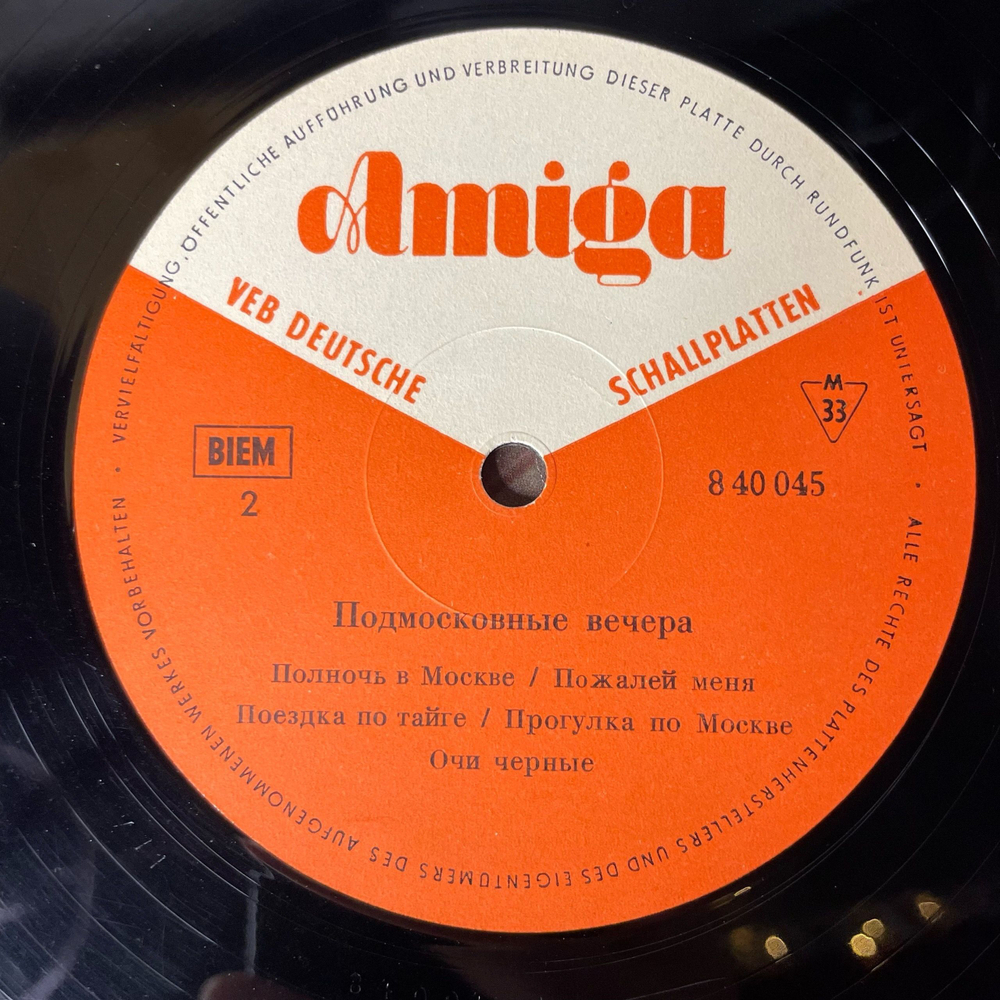 VERVIELFÄLTIGUNG, ÖFFENTLICHE AUFFÜHRUNG UND VERBREITUNG DIESER PLATTE DURCH RUNDFUNK IST UNTERSAGT •
Amiga
VEB DEUTSCHE SCHALLPLATTEN
M
33
BIEM
2
8 40 045
Подмосковные вечера
Полночь в Москве / Пожалей меня
Поездка по тайге / Прогулка по Москве
Очи черные
ALLE RECHTE DES PLATTENHERSTELLERS UND DES EIGENTÜMERS DES AUFGENOMMENEN WERKES VORBEHALTEN •